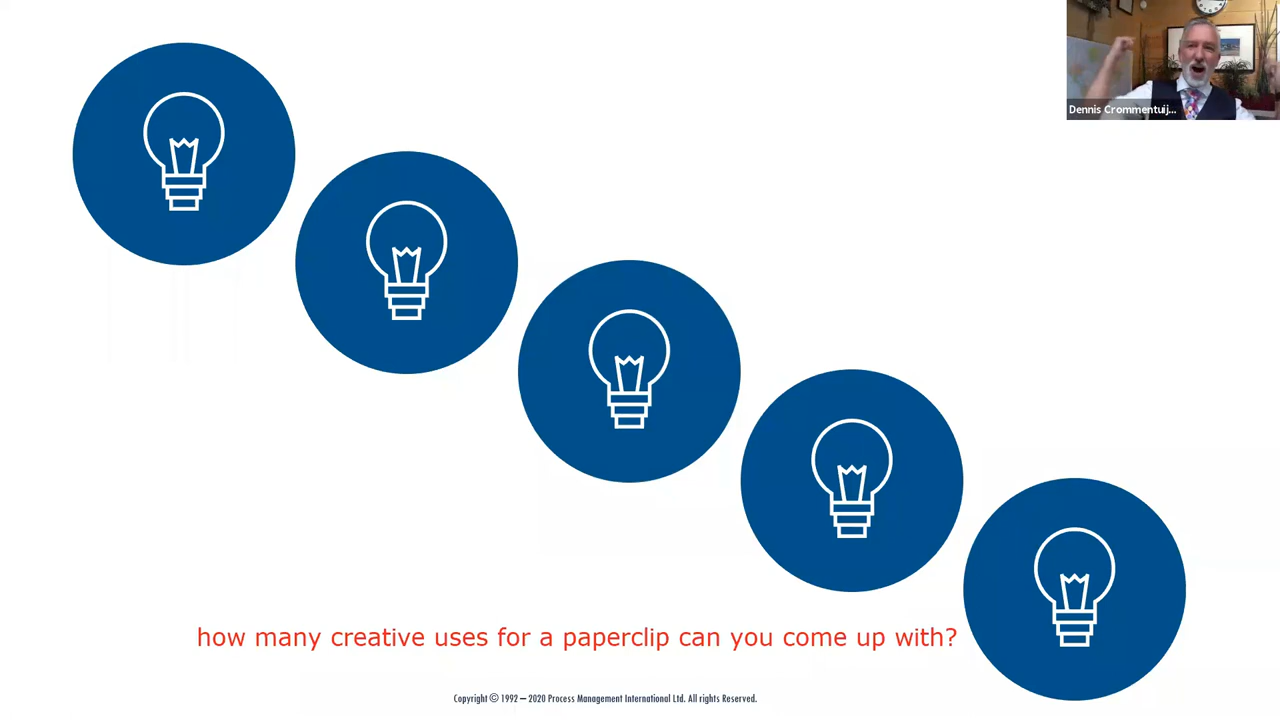 Dennis Crommentuij...
how many creative uses for a paperclip can you come up with?
Copyright © 1992 – 2020 Process Management International Ltd. All rights Reserved.